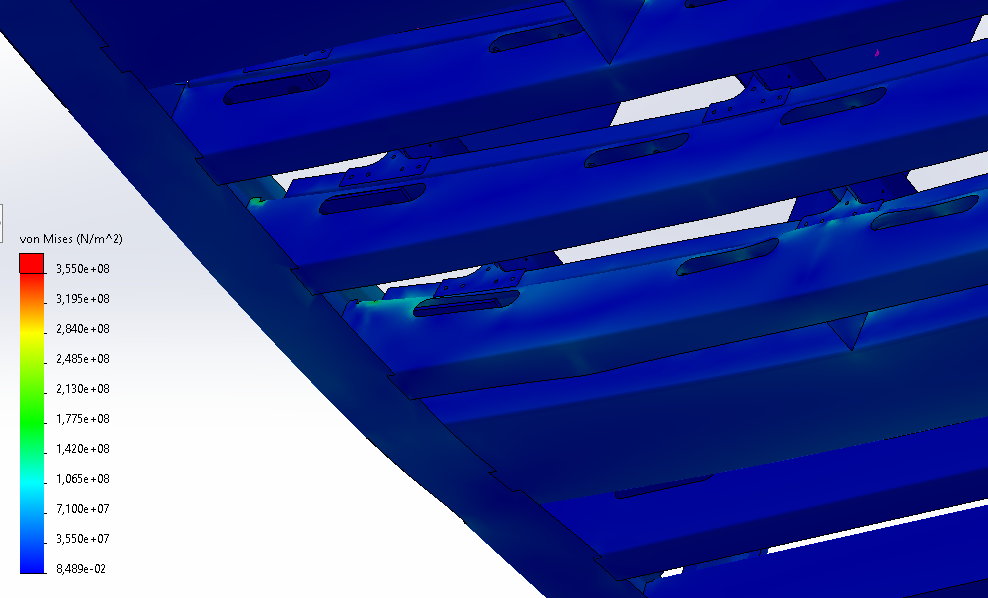 von Mises (N/m^2)
3,550e+08
3,195e+08
2,840e+08
2,485e+08
2,130e+08
1,775e+08
1,420e+08
1,065e+08
7,100e+07
3,550e+07
8,489e-02